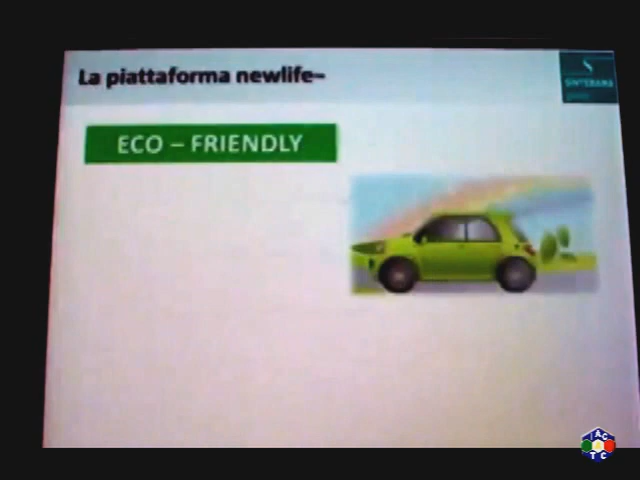 La piattaforma newlife–
SINTERAMA
ECO – FRIENDLY